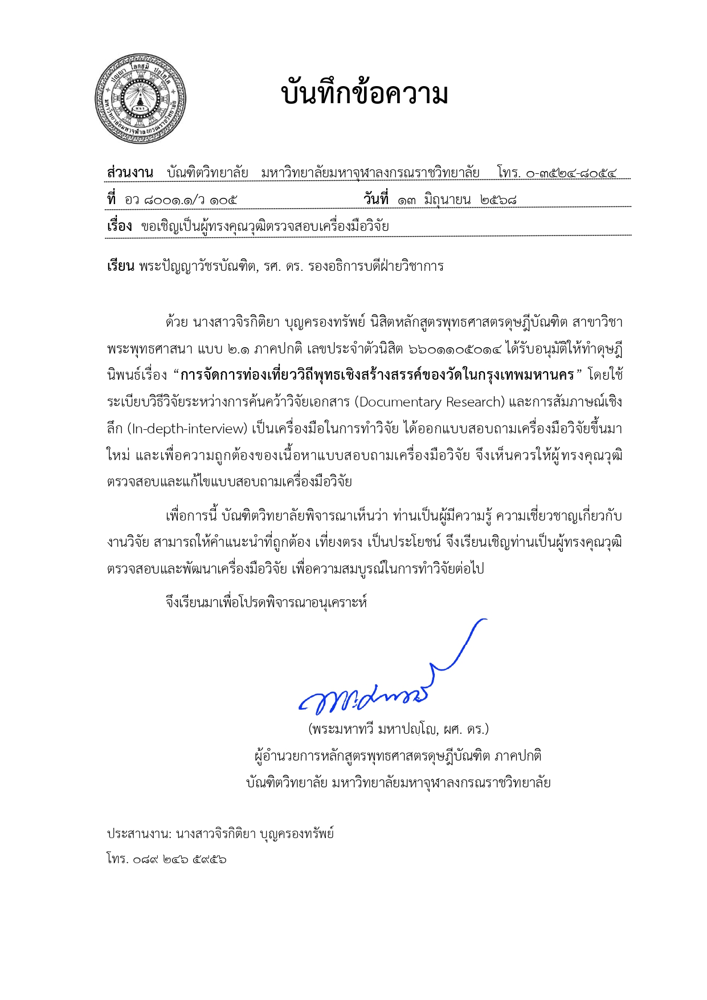 ปญฺญา โลกสฺมิ ปชฺโชโต
มหาวิทยาลัยมหาจุฬาลงกรณราชวิทยาลัย
บันทึกข้อความ
ส่วนงาน บัณฑิตวิทยาลัย มหาวิทยาลัยมหาจุฬาลงกรณราชวิทยาลัย โทร. ๐-๓๕๒๔-๘๐๕๔
ที่ อว ๘๐๐๑.๑/ว ๑๐๕ วันที่ ๑๓ มิถุนายน ๒๕๖๘
เรื่อง ขอเชิญเป็นผู้ทรงคุณวุฒิตรวจสอบเครื่องมือวิจัย
เรียน พระปัญญาวัชรบัณฑิต, รศ. ดร. รองอธิการบดีฝ่ายวิชาการ
ด้วย นางสาวจิรกิติยา บุญครองทรัพย์ นิสิตหลักสูตรพุทธศาสตรดุษฎีบัณฑิต สาขาวิชา
พระพุทธศาสนา แบบ ๒.๑ ภาคปกติ เลขประจำตัวนิสิต ๖๖๐๑๑๐๕๐๑๔ ได้รับอนุมัติให้ทำดุษฎี
นิพนธ์เรื่อง “การจัดการท่องเที่ยววิถีพุทธเชิงสร้างสรรค์ของวัดในกรุงเทพมหานคร” โดยใช้
ระเบียบวิธีวิจัยระหว่างการค้นคว้าวิจัยเอกสาร (Documentary Research) และการสัมภาษณ์เชิง
ลึก (In-depth-interview) เป็นเครื่องมือในการทำวิจัย ได้ออกแบบสอบถามเครื่องมือวิจัยขึ้นมา
ใหม่ และเพื่อความถูกต้องของเนื้อหาแบบสอบถามเครื่องมือวิจัย จึงเห็นควรให้ผู้ทรงคุณวุฒิ
ตรวจสอบและแก้ไขแบบสอบถามเครื่องมือวิจัย
เพื่อการนี้ บัณฑิตวิทยาลัยพิจารณาเห็นว่า ท่านเป็นผู้มีความรู้ ความเชี่ยวชาญเกี่ยวกับ
งานวิจัย สามารถให้คำแนะนำที่ถูกต้อง เที่ยงตรง เป็นประโยชน์ จึงเรียนเชิญท่านเป็นผู้ทรงคุณวุฒิ
ตรวจสอบและพัฒนาเครื่องมือวิจัย เพื่อความสมบูรณ์ในการทำวิจัยต่อไป
จึงเรียนมาเพื่อโปรดพิจารณาอนุเคราะห์
(พระมหาทวี มหาปญฺโญ, ผศ. ดร.)
ผู้อำนวยการหลักสูตรพุทธศาสตรดุษฎีบัณฑิต ภาคปกติ
บัณฑิตวิทยาลัย มหาวิทยาลัยมหาจุฬาลงกรณราชวิทยาลัย
ประสานงาน: นางสาวจิรกิติยา บุญครองทรัพย์
โทร. ๐๘๙ ๒๔๖ ๕๙๕๖